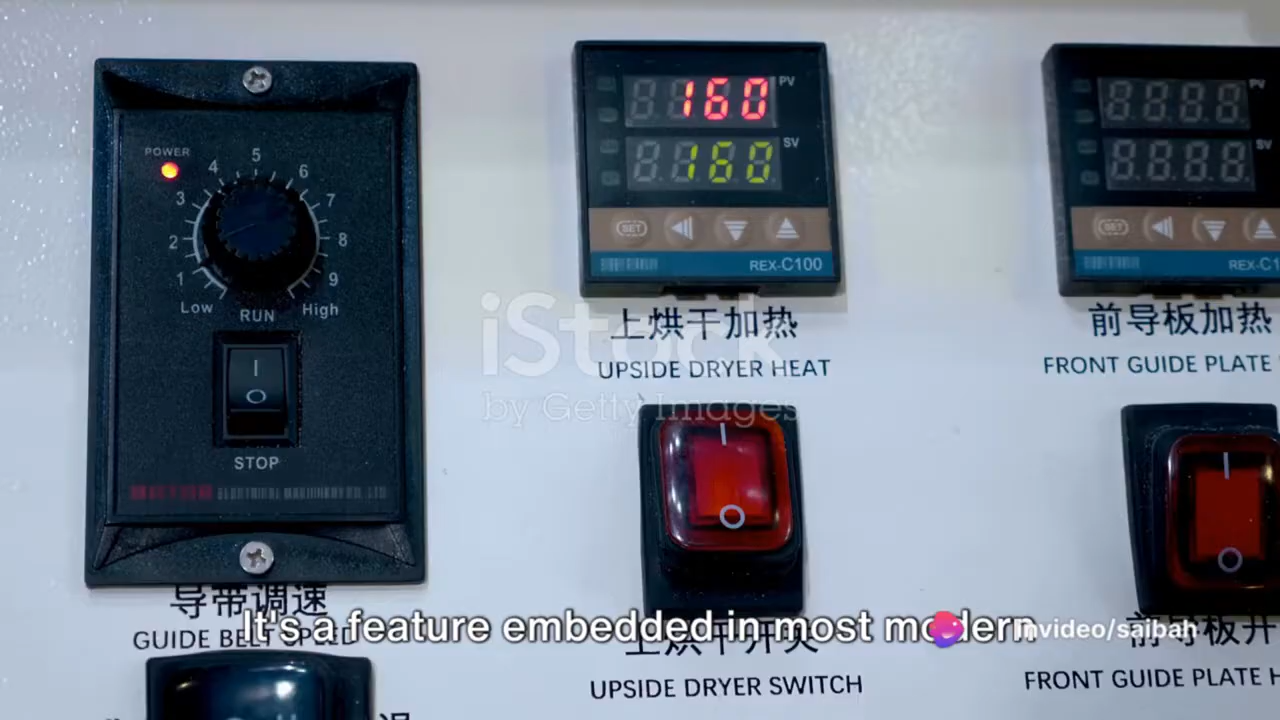 POWER
5
4
6
3
7
2
8
1
9
Low
High
RUN
I
O
STOP
导带调速
GUIDE BELT SPEED
160
PV
160
SV
SET
REX-C100
上烘干加热
UPSIDE DRYER HEAT
I
O
上烘干开关
UPSIDE DRYER SWITCH
PV
SV
SET
REX-C1
前导板加热
FRONT GUIDE PLATE
I
O
前导板开
FRONT GUIDE PLATE H
iStock
by Getty Images
It's a feature embedded in most modern
invideo/saibah